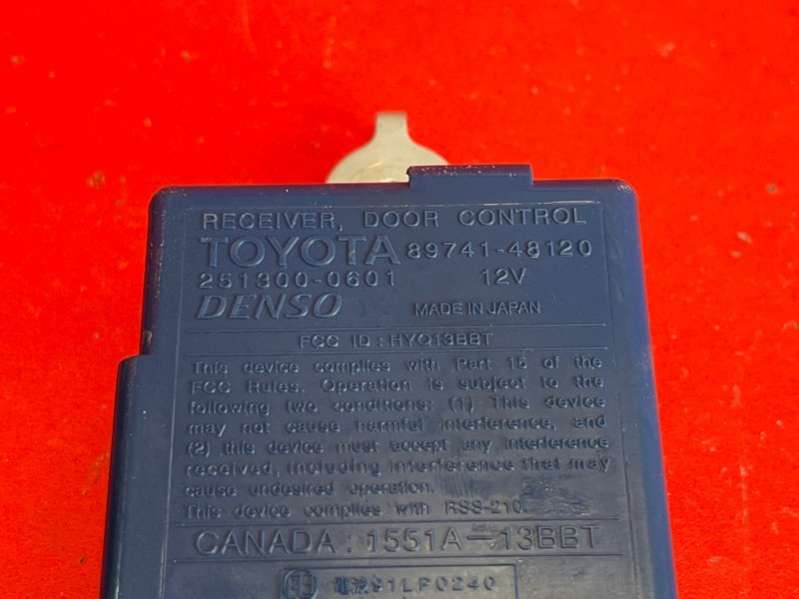 RECEIVER, DOOR CONTROL
TOYOTA 89741-48120
251300-0601 12V
DENSO MADE IN JAPAN
FCC ID : HYQ13BBT
This device complies with Part 15 of the
FCC Rules. Operation is subject to the
following two conditions: (1) This device
may not cause harmful interference, and
(2) this device must accept any interference
received, including interference that may
cause undesired operation.
This device complies with RSS-210.
CANADA : 1551A-13BBT
91LP0240